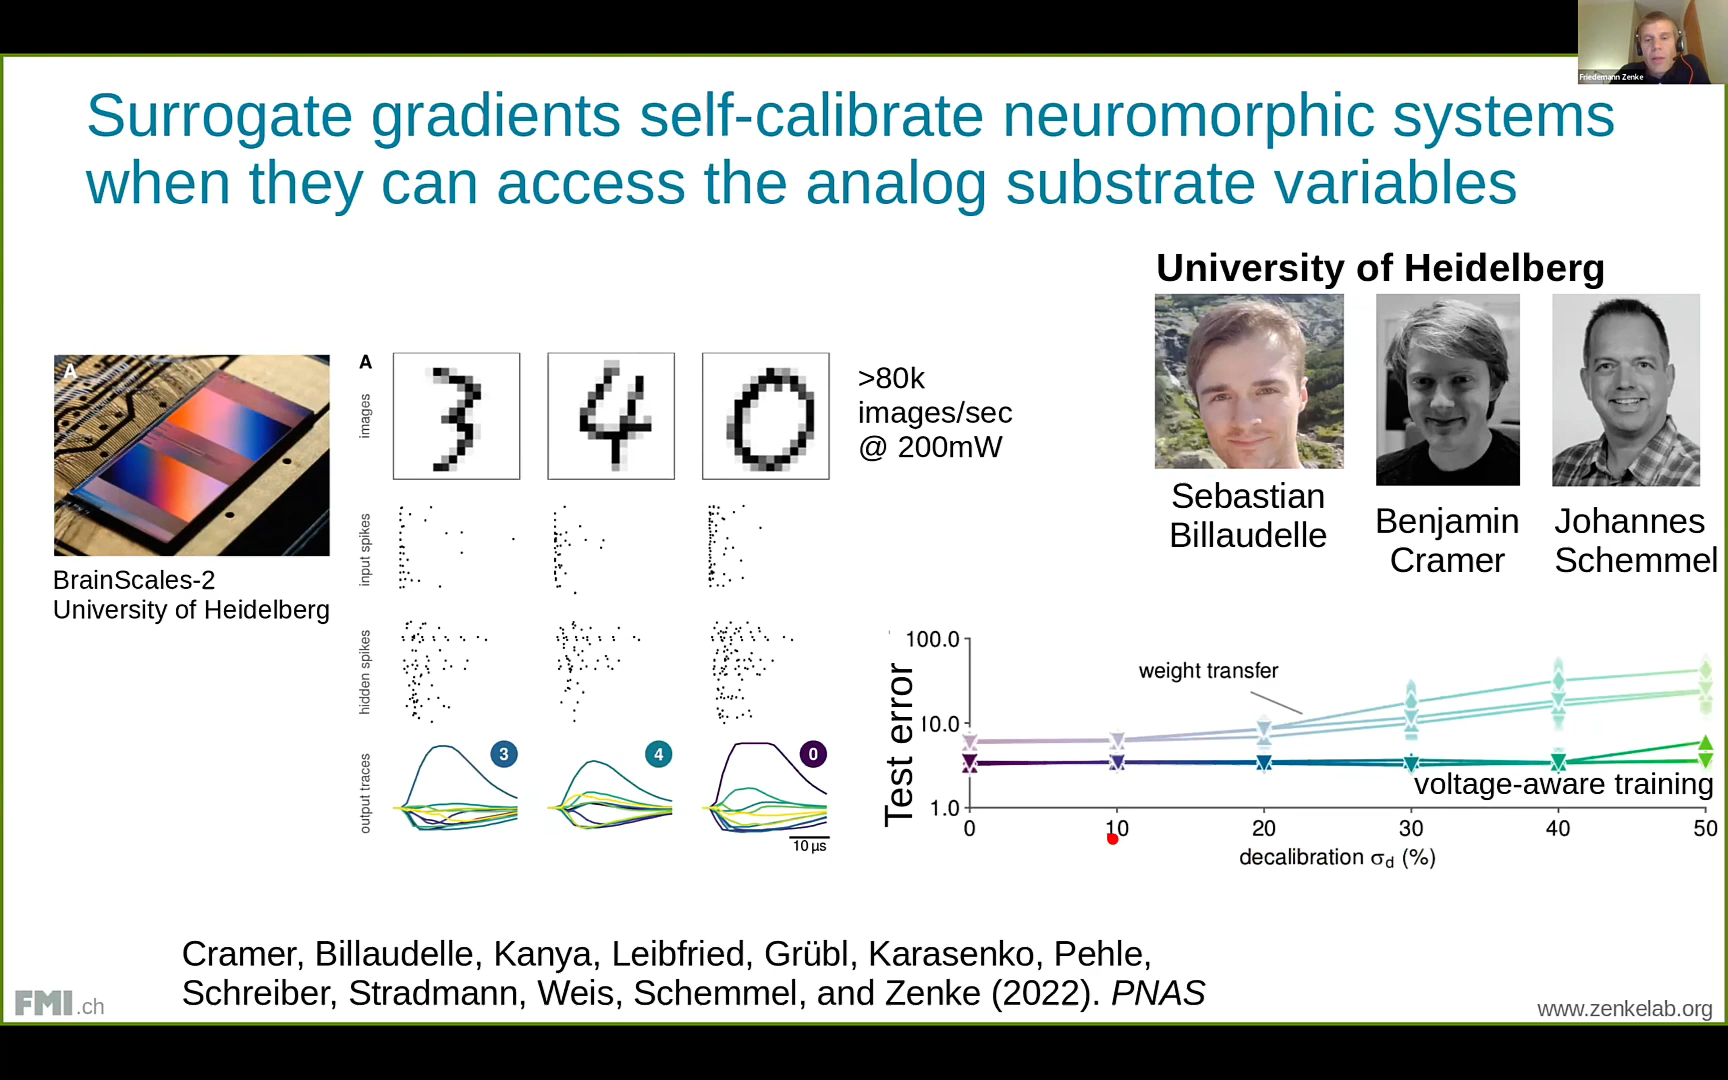 Friedemann Zenke
Surrogate gradients self-calibrate neuromorphic systems
when they can access the analog substrate variables
University of Heidelberg
Sebastian
Billaudelle
Benjamin
Cramer
Johannes
Schemmel
A
BrainScales-2
University of Heidelberg
A
images
input spikes
hidden spikes
output traces
3
4
0
10 µs
>80k
images/sec
@ 200mW
Test error
100.0
10.0
1.0
weight transfer
voltage-aware training
0 10 20 30 40 50
decalibration σd (%)
Cramer, Billaudelle, Kanya, Leibfried, Grübl, Karasenko, Pehle,
Schreiber, Stradmann, Weis, Schemmel, and Zenke (2022). PNAS
FMI.ch
www.zenkelab.org